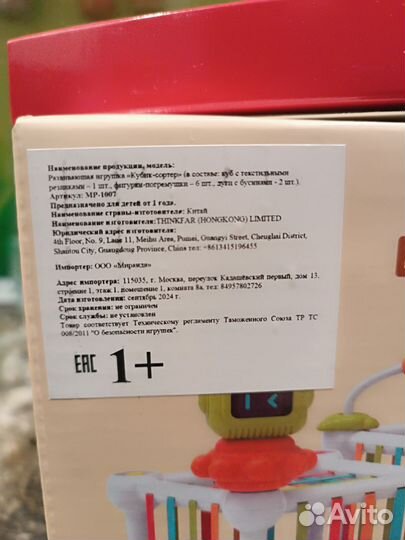 Наименование продукции, модель:
Развивающая игрушка «Кубик-сортер» (в составе: куб с текстильными
резинками – 1 шт., фигурки-погремушки – 6 шт., дуги с бусинами - 2 шт.).
Артикул: MP-1007
Предназначено для детей от 1 года.
Наименование страны-изготовителя: Китай
Наименование изготовителя: THINKFAR (HONGKONG) LIMITED
Юридический адрес изготовителя:
4th Floor, No. 9, Lane 11, Meihu Area, Pumei, Guangyi Street, Chenghai District,
Shantou City, Guangdong Province, China тел: +8613415196455
Импортер: ООО «Миранда»
Адрес импортера: 115035, г. Москва, переулок Кадашёвский первый, дом 13,
строение 1, этаж 1, помещение 1, комната 8а, тел: 84957802726
Дата изготовления: сентябрь 2024 г.
Срок хранения: не ограничен
Срок службы: не установлен
Товар соответствует Техническому регламенту Таможенного Союза ТР ТС
008/2011 "О безопасности игрушек".
EAC 1+
Avito